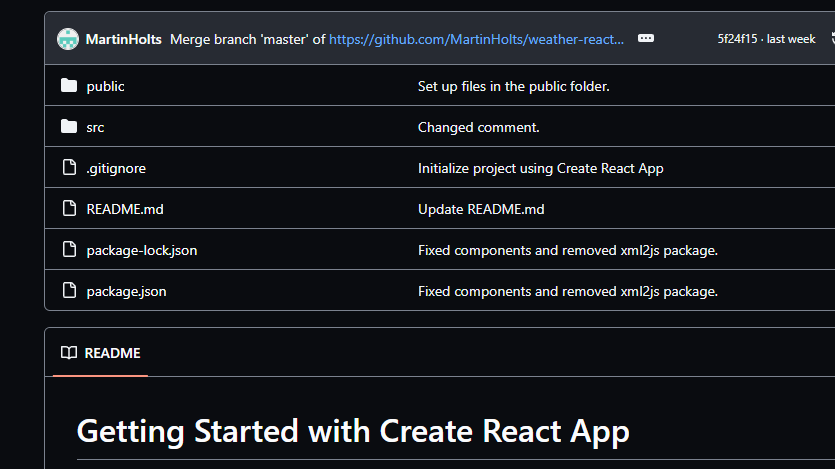 MartinHolts Merge branch 'master' of https://github.com/MartinHolts/weather-react... 5f24f15 · last week
public Set up files in the public folder.
src Changed comment.
.gitignore Initialize project using Create React App
README.md Update README.md
package-lock.json Fixed components and removed xml2js package.
package.json Fixed components and removed xml2js package.
README
Getting Started with Create React App